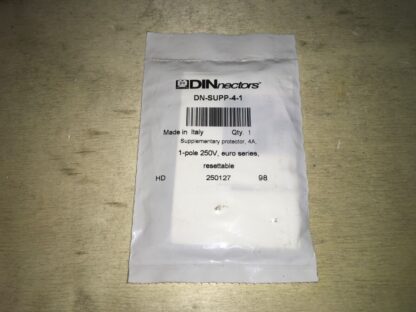 DINnectors®
DN-SUPP-4-1
Made in Italy Qty. 1
Supplementary protector, 4A,
1-pole 250V, euro series,
resettable
HD 250127 98